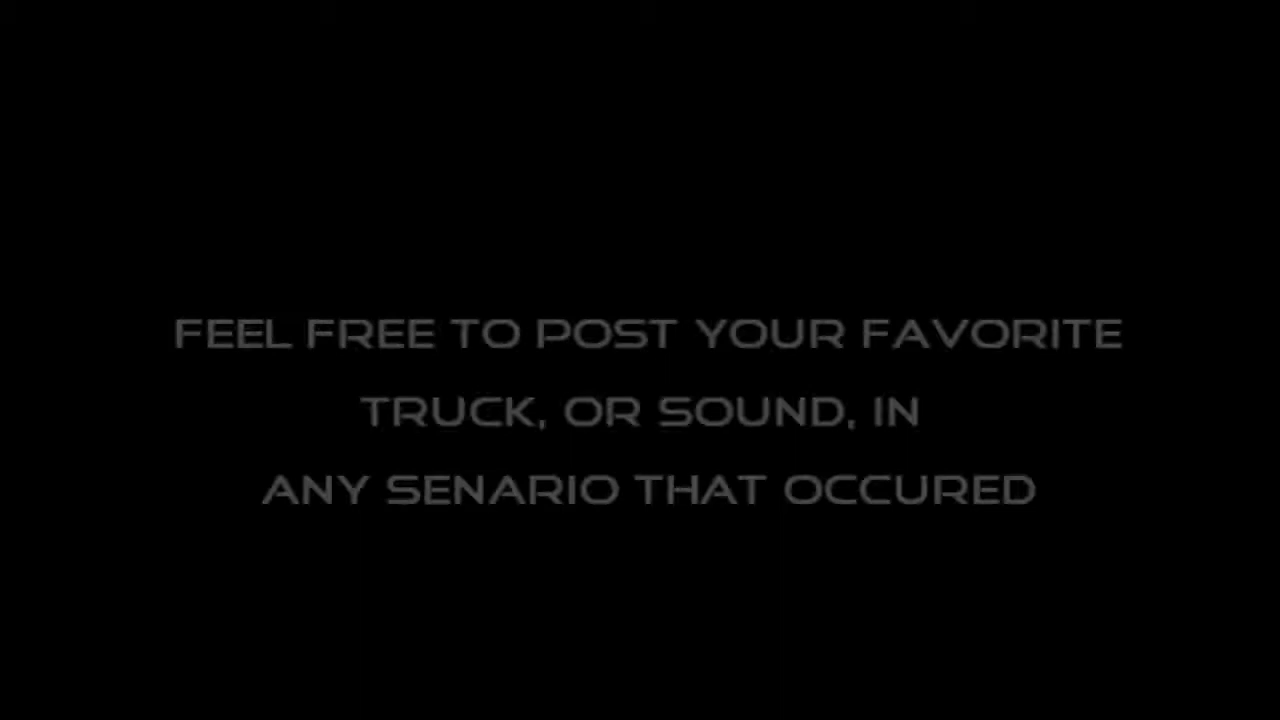 FEEL FREE TO POST YOUR FAVORITE
TRUCK, OR SOUND, IN
ANY SENARIO THAT OCCURED